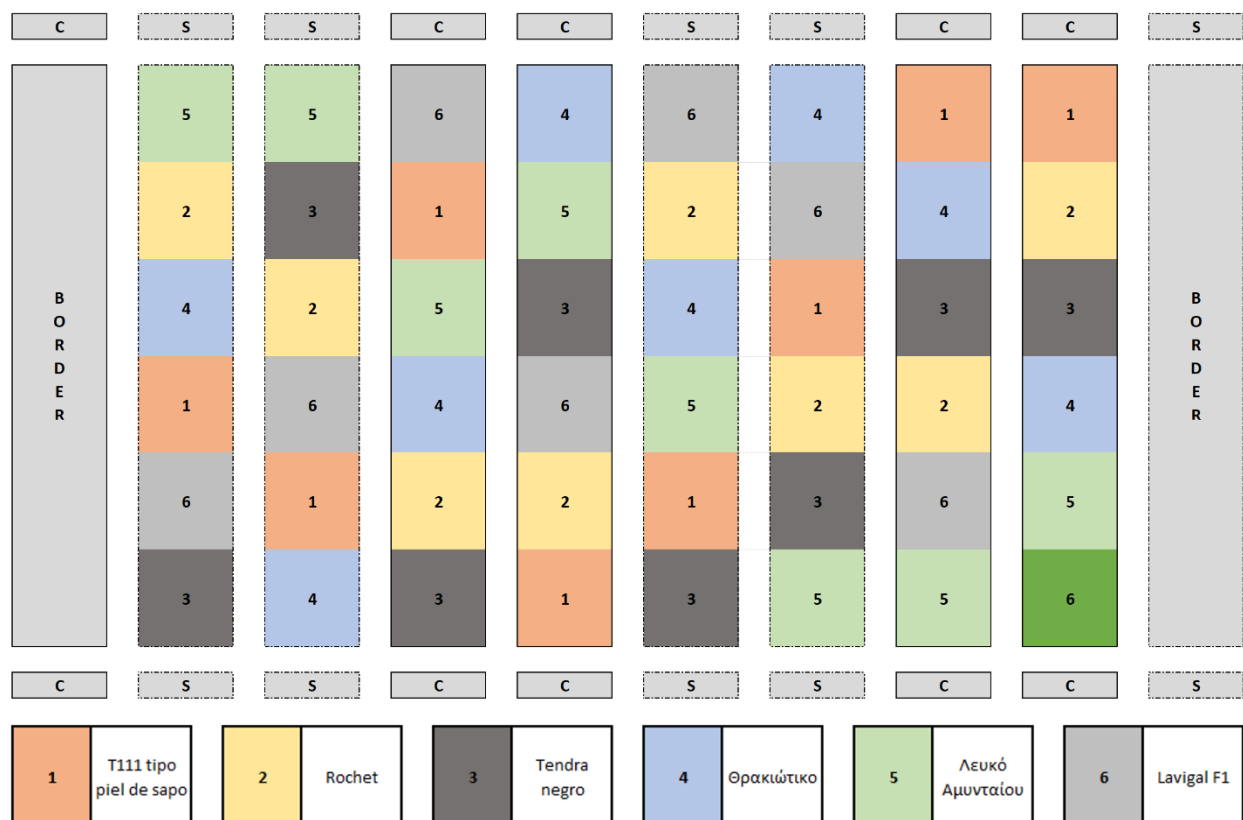 C S S C C S S C C S
5 5 6 4 6 4 1 1
2 3 1 5 2 6 4 2
4 2 5 3 4 1 3 3
1 6 4 6 5 2 2 4
6 1 2 2 1 3 6 5
3 4 3 1 3 5 5 6
BORDER
BORDER
C S S C C S S C C S
1 T111 tipo
piel de sapo
2 Rochet
3 Tendra
negro
4 Θρακιώτικο
5 Λευκό
Αμυνταίου
6 Lavigal F1